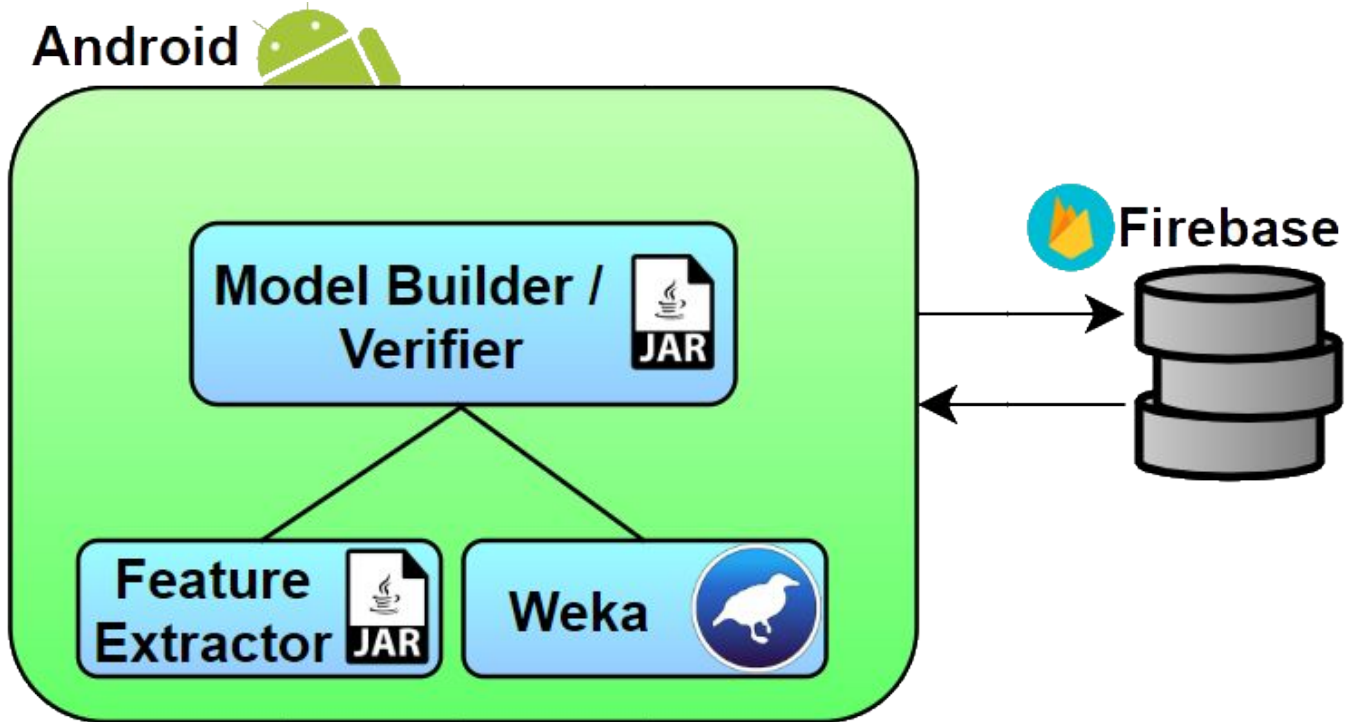 Android
Firebase
Model Builder /
Verifier
JAR
Feature
Extractor
JAR
Weka